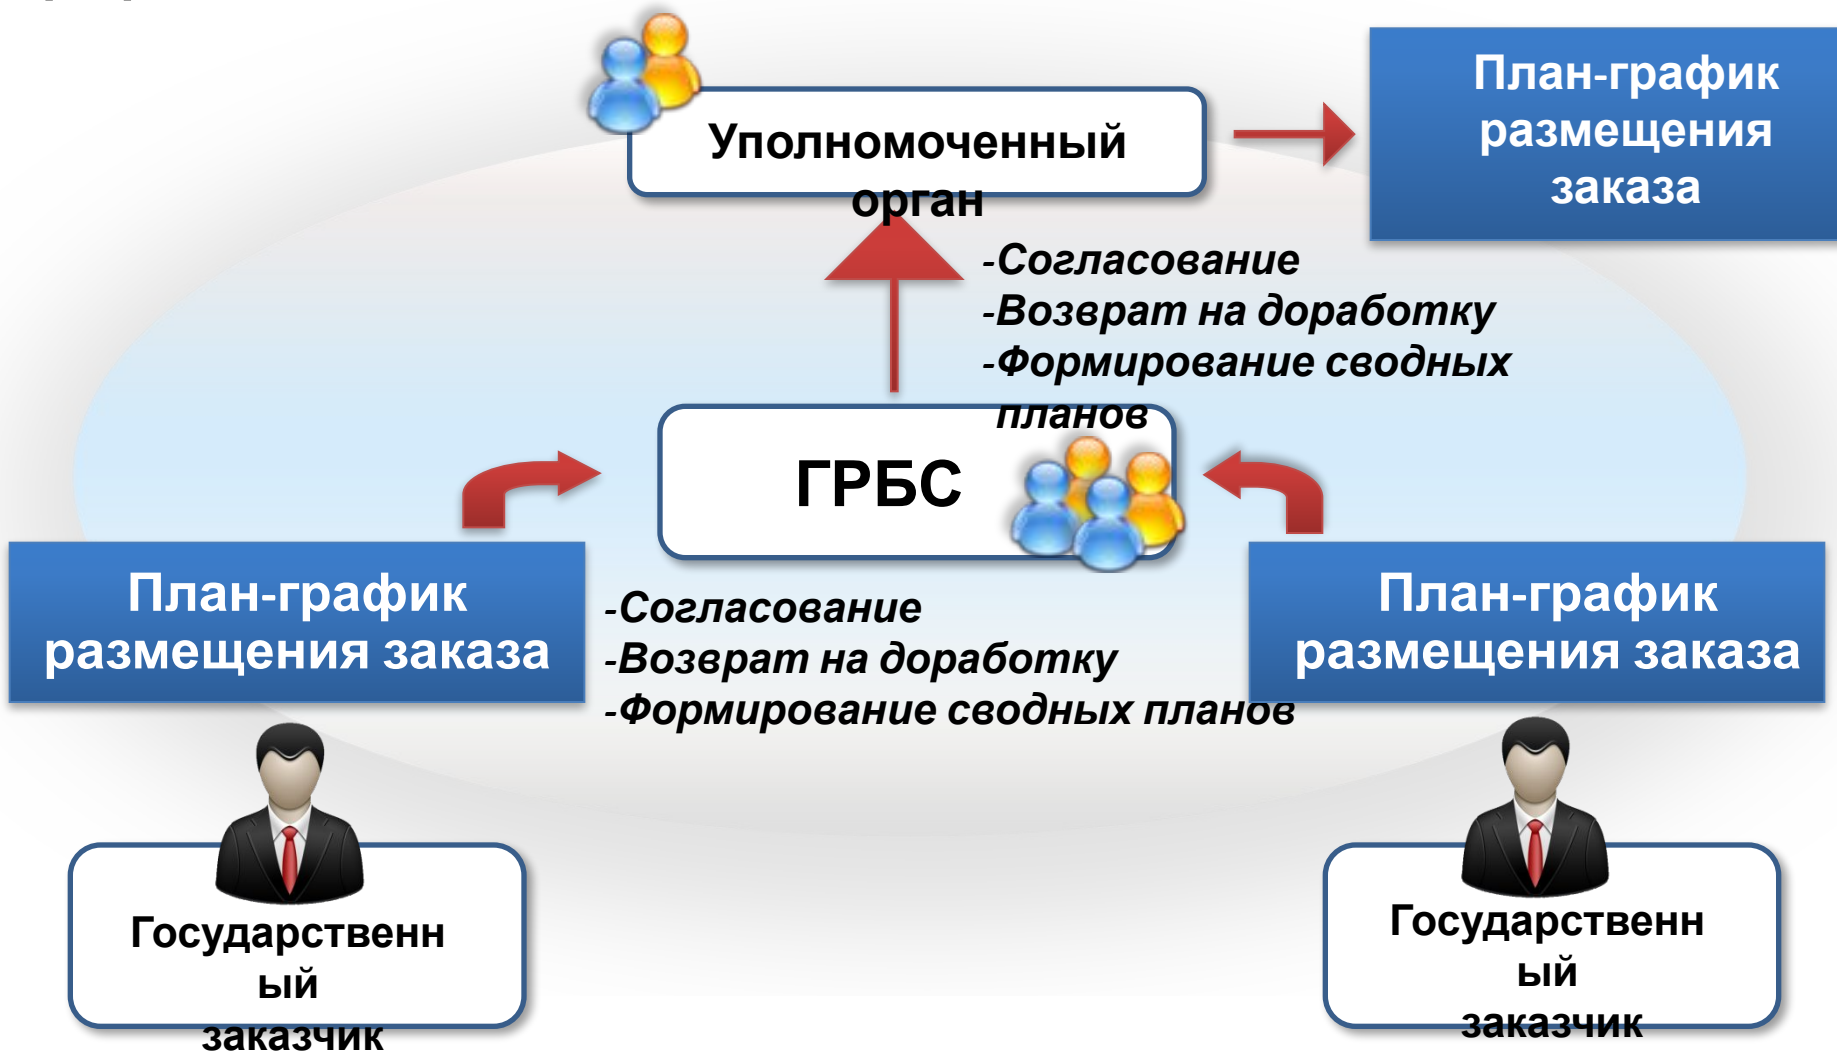 Уполномоченный
орган
План-график
размещения
заказа
-Согласование
-Возврат на доработку
-Формирование сводных
планов
ГРБС
План-график
размещения заказа
-Согласование
-Возврат на доработку
-Формирование сводных планов
План-график
размещения заказа
Государственн
ый
заказчик
Государственн
ый
заказчик